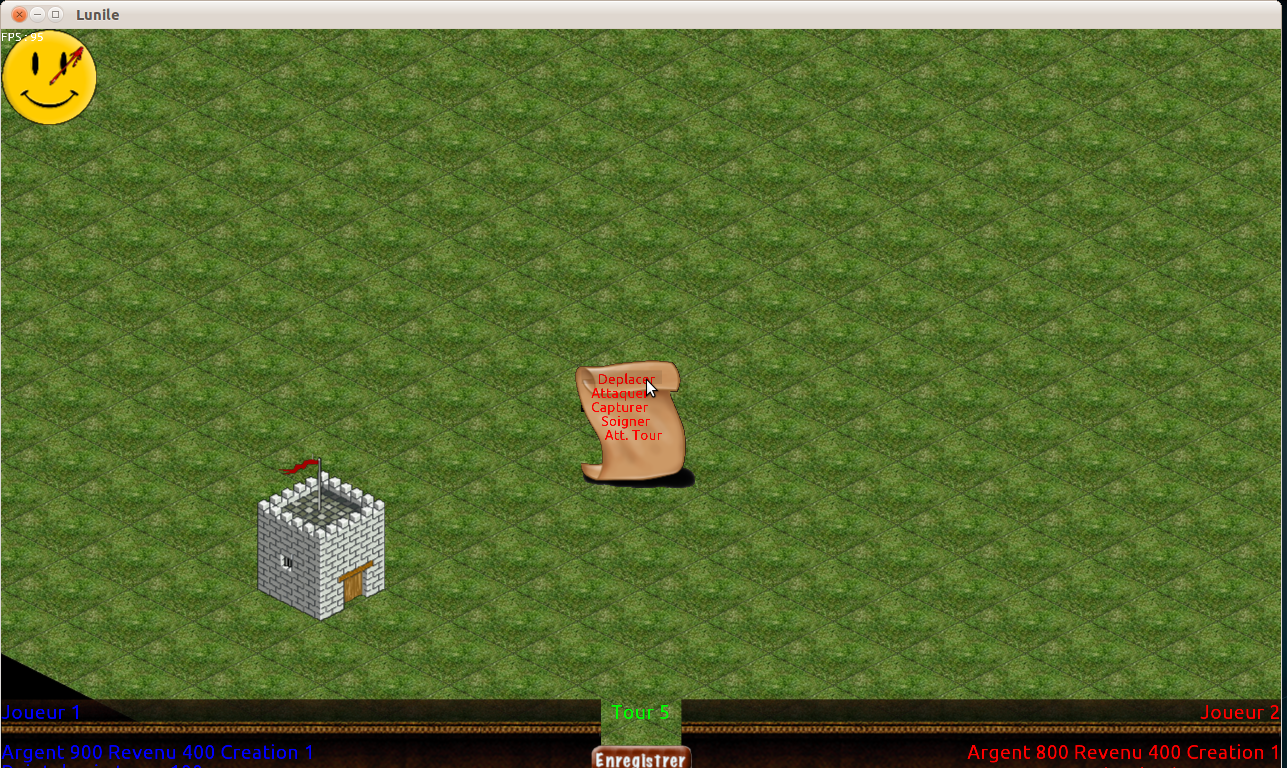 Lunile
FPS : 95
Deplacer
Attaquer
Capturer
Soigner
Att. Tour
Joueur 1
Tour 5
Joueur 2
Argent 900 Revenu 400 Creation 1
Argent 800 Revenu 400 Creation 1
Enregistrer